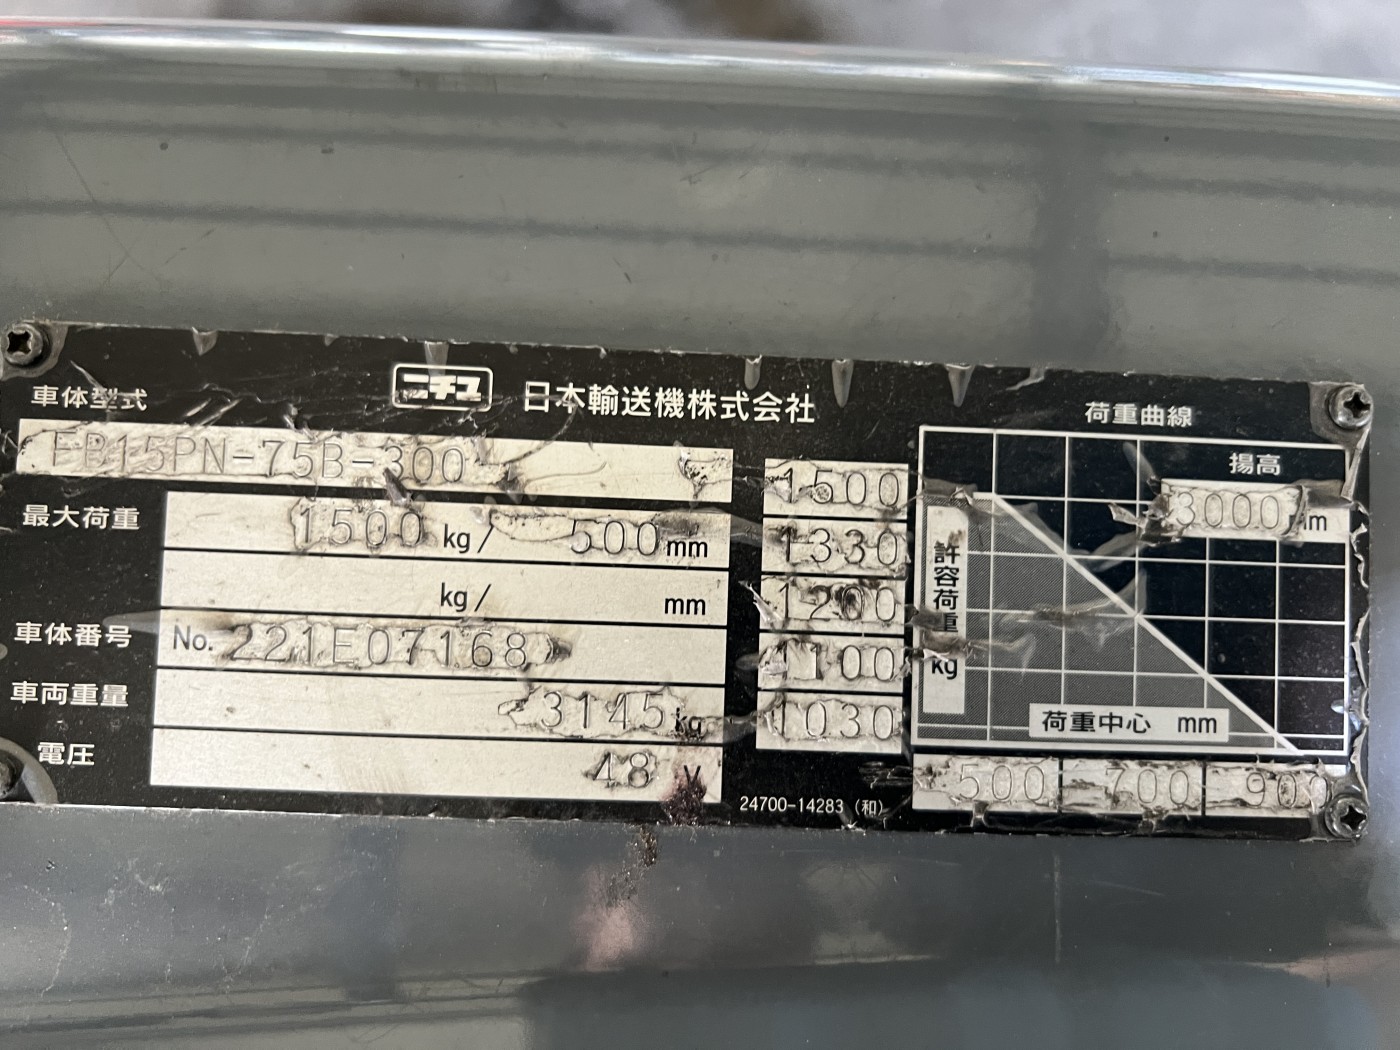 ニチユ 日本輸送機株式会社
車体型式
FB15PN-75B-300
最大荷重 1500 kg/ 500 mm
kg/ mm
車体番号 No. 221E07168
車両重量 3145 kg
電圧 48 V
1500
1330
1200
1100
1030
24700-14283 (和)
荷重曲線
揚高
3000 mm
許容荷重 kg
荷重中心 mm
500 700 900